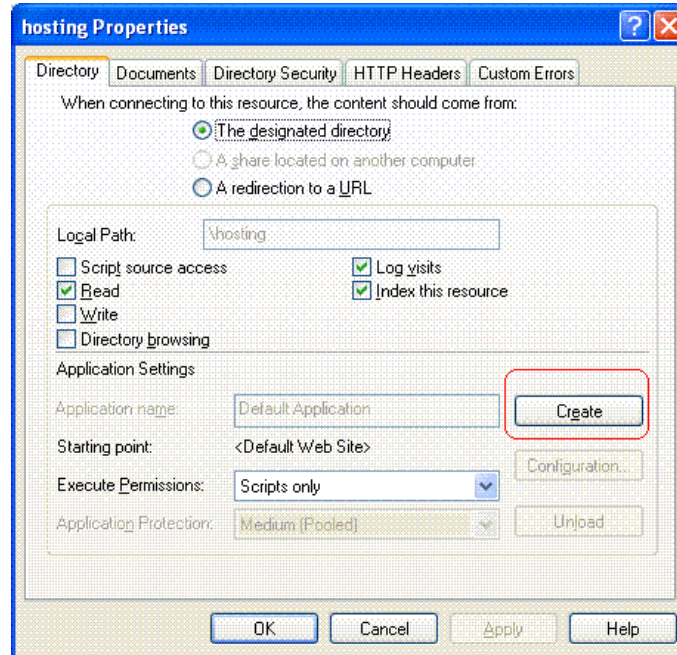 hosting Properties
Directory Documents Directory Security HTTP Headers Custom Errors
When connecting to this resource, the content should come from:
The designated directory
A share located on another computer
A redirection to a URL
Local Path: \hosting
Script source access Log visits
Read Index this resource
Write
Directory browsing
Application Settings
Application name: Default Application Create
Starting point: <Default Web Site>
Configuration...
Execute Permissions: Scripts only
Application Protection: Medium (Pooled) Unload
OK Cancel Apply Help